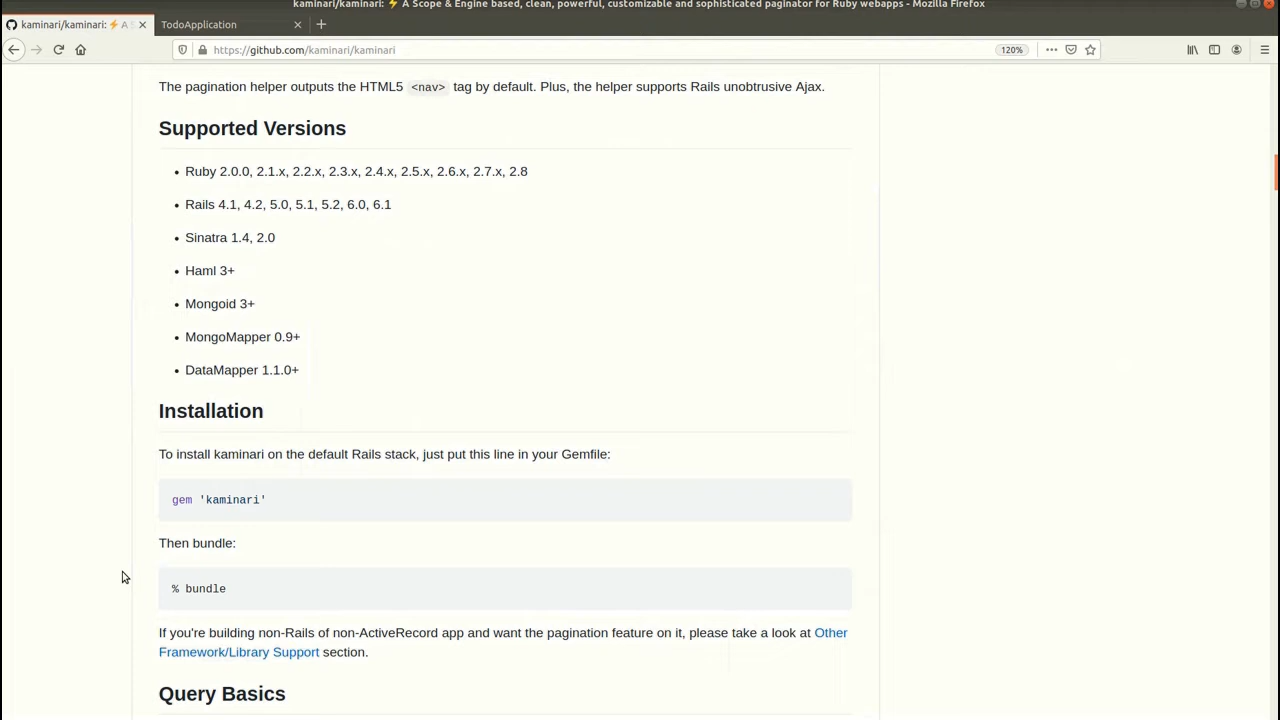 kaminari/kaminari: ⚡ A Scope & Engine based, clean, powerful, customizable and sophisticated paginator for Ruby webapps - Mozilla Firefox
kaminari/kaminari: ⚡ A S
TodoApplication
https://github.com/kaminari/kaminari
120%
The pagination helper outputs the HTML5 <nav> tag by default. Plus, the helper supports Rails unobtrusive Ajax.
Supported Versions
• Ruby 2.0.0, 2.1.x, 2.2.x, 2.3.x, 2.4.x, 2.5.x, 2.6.x, 2.7.x, 2.8
• Rails 4.1, 4.2, 5.0, 5.1, 5.2, 6.0, 6.1
• Sinatra 1.4, 2.0
• Haml 3+
• Mongoid 3+
• MongoMapper 0.9+
• DataMapper 1.1.0+
Installation
To install kaminari on the default Rails stack, just put this line in your Gemfile:
gem 'kaminari'
Then bundle:
% bundle
If you're building non-Rails of non-ActiveRecord app and want the pagination feature on it, please take a look at Other
Framework/Library Support section.
Query Basics